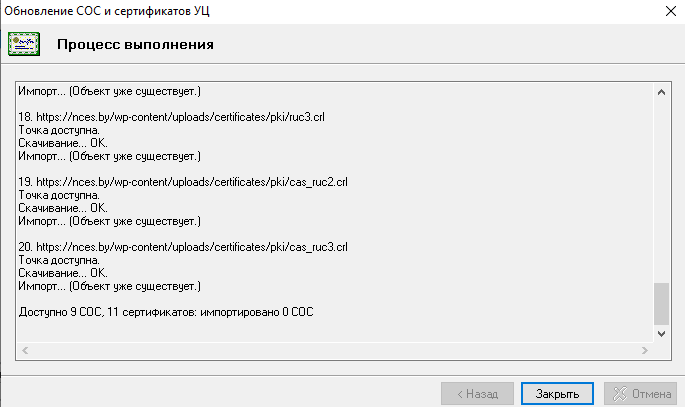 Обновление СОС и сертификатов УЦ
Процесс выполнения
Импорт... (Объект уже существует.)
18. https://nces.by/wp-content/uploads/certificates/pki/ruc3.crl
Точка доступна.
Скачивание... OK.
Импорт... (Объект уже существует.)
19. https://nces.by/wp-content/uploads/certificates/pki/cas_ruc2.crl
Точка доступна.
Скачивание... OK.
Импорт... (Объект уже существует.)
20. https://nces.by/wp-content/uploads/certificates/pki/cas_ruc3.crl
Точка доступна.
Скачивание... OK.
Импорт... (Объект уже существует.)
Доступно 9 СОС, 11 сертификатов: импортировано 0 СОС
< Назад
Закрыть
Отмена